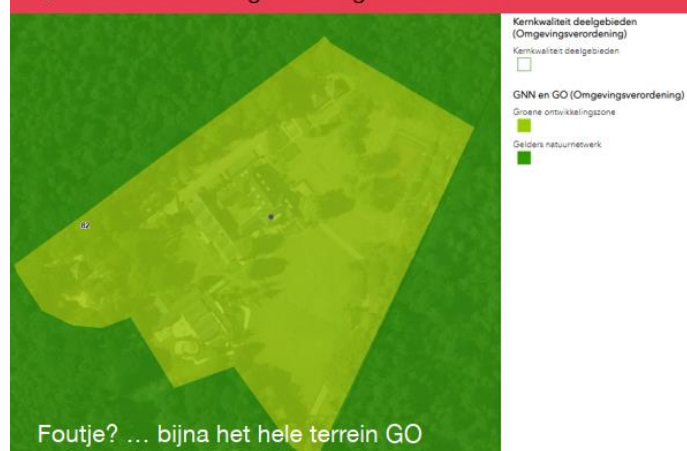 Kernkwaliteit deelgebieden
(Omgevingsverordening)
Kernkwaliteit deelgebieden
GNN en GO (Omgevingsverordening)
Groene ontwikkelingszone
Gelders natuurnetwerk
82
Foutje? ... bijna het hele terrein GO